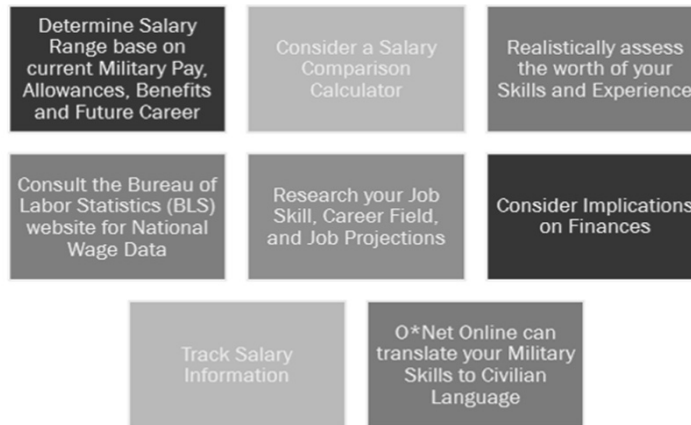 Determine Salary
Range base on
current Military Pay,
Allowances, Benefits
and Future Career
Consider a Salary
Comparison
Calculator
Realistically assess
the worth of your
Skills and Experience
Consult the Bureau of
Labor Statistics (BLS)
website for National
Wage Data
Research your Job
Skill, Career Field,
and Job Projections
Consider Implications
on Finances
Track Salary
Information
O*Net Online can
translate your Military
Skills to Civilian
Language